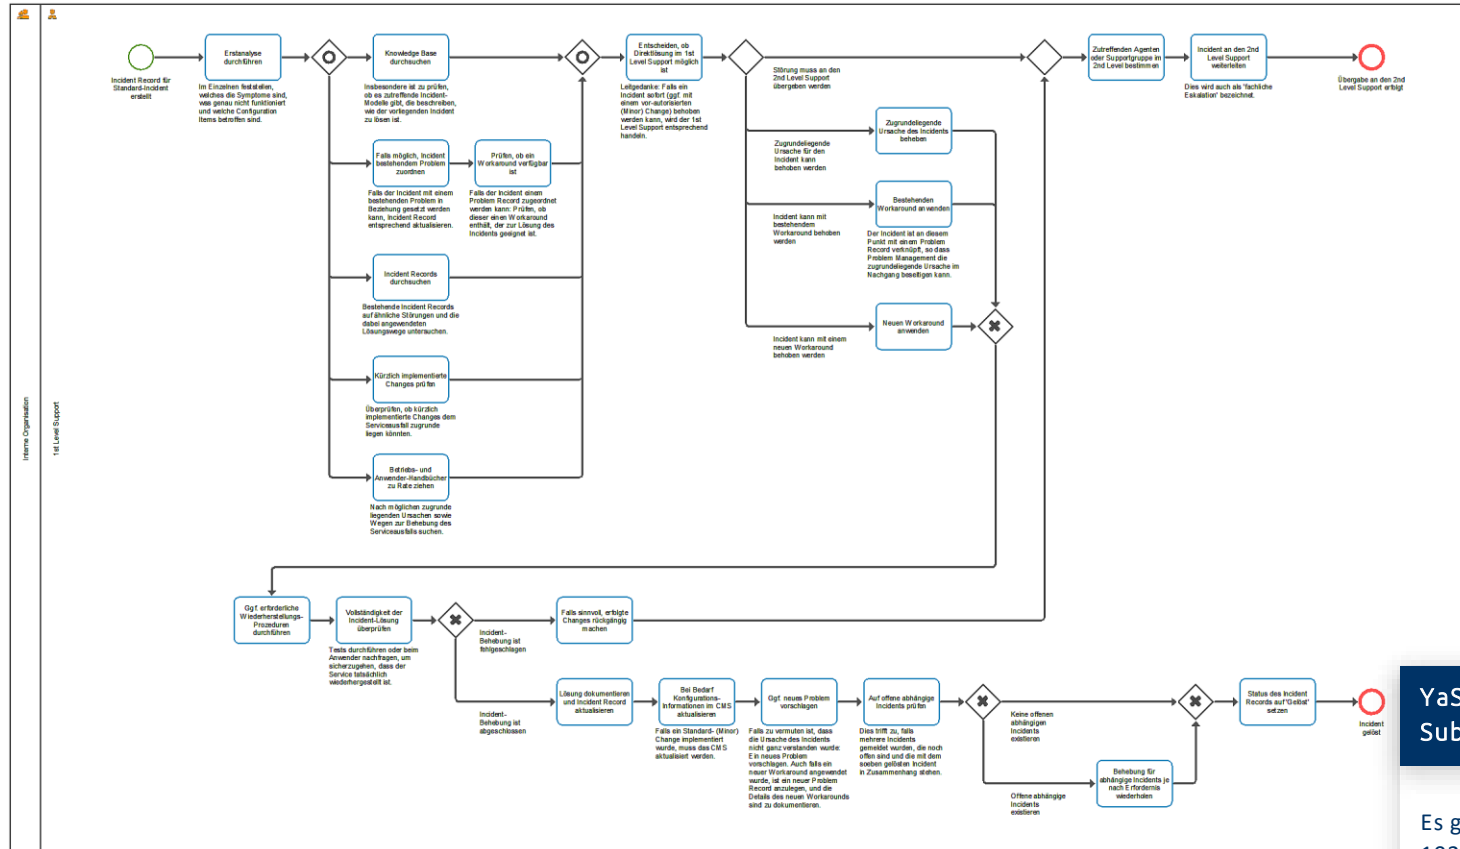 Interne Organisation
1st Level Support
Incident Record für
Standard-Incident
erstellt
Erstanalyse
durchführen
Im Einzelnen feststellen,
welches die Symptome sind,
was genau nicht funktioniert
und welche Configuration
Items betroffen sind.
Knowledge Base
durchsuchen
Insbesondere ist zu prüfen,
ob es zutreffende Incident-
Modelle gibt, die beschreiben,
wie der vorliegenden Incident
zu lösen ist.
Falls möglich, Incident
bestehendem Problem
zuordnen
Falls der Incident mit einem
bestehenden Problem in
Beziehung gesetzt werden
kann, Incident Record
entsprechend aktualisieren.
Prüfen, ob ein
Workaround verfügbar
ist
Falls der Incident einem
Problem Record zugeordnet
werden kann: Prüfen, ob
dieser einen Workaround
enthält, der zur Lösung des
Incidents geeignet ist.
Incident Records
durchsuchen
Bestehende Incident Records
auf ähnliche Störungen und die
dabei angewendeten
Lösungswege untersuchen.
Kürzlich implementierte
Changes prüfen
Überprüfen, ob kürzlich
implementierte Changes dem
Serviceausfall zugrunde
liegen könnten.
Betriebs- und
Anwender-Handbücher
zu Rate ziehen
Nach möglichen zugrunde
liegenden Ursachen sowie
Wegen zur Behebung des
Serviceausfalls suchen.
Entscheiden, ob
Direktlösung im 1st
Level Support möglich
ist
Leitgedanke: Falls ein
Incident sofort (ggf. mit
einem vor-autorisierten
(Minor) Change) behoben
werden kann, wird der 1st
Level Support entsprechend
handeln.
Störung muss an den
2nd Level Support
übergeben werden
Zugrundeliegende
Ursache für den
Incident kann
behoben werden
Zugrundeliegende
Ursache des Incidents
beheben
Incident kann mit
bestehendem
Workaround behoben
werden
Bestehenden
Workaround anwenden
Der Incident ist an diesem
Punkt mit einem Problem
Record verknüpft, so dass
Problem Management die
zugrundeliegende Ursache im
Nachgang beseitigen kann.
Incident kann mit einem
neuen Workaround
behoben werden
Neuen Workaround
anwenden
Zutreffenden Agenten
oder Supportgruppe im
2nd Level bestimmen
Incident an den 2nd
Level Support
weiterleiten
Dies wird auch als 'fachliche
Eskalation' bezeichnet.
Übergabe an den 2nd
Level Support erfolgt
Ggf. erforderliche
Wiederherstellungs-
Prozeduren
durchführen
Vollständigkeit der
Incident-Lösung
überprüfen
Tests durchführen oder beim
Anwender nachfragen, um
sicherzugehen, dass der
Service tatsächlich
wiederhergestellt ist.
Incident-
Behebung ist
fehlgeschlagen
Falls sinnvoll, erfolgte
Changes rückgängig
machen
Incident-
Behebung ist
abgeschlossen
Lösung dokumentieren
und Incident Record
aktualisieren
Bei Bedarf
Konfigurations-
Informationen im CMS
aktualisieren
Falls ein Standard- (Minor)
Change implementiert
wurde, muss das CMS
aktualisiert werden.
Ggf. neues Problem
vorschlagen
Falls zu vermuten ist, dass
die Ursache des Incidents
nicht ganz verstanden wurde:
Ein neues Problem
vorschlagen. Auch falls ein
neuer Workaround angewendet
wurde, ist ein neuer Problem
Record anzulegen, und die
Details des neuen Workarounds
sind zu dokumentieren.
Auf offene abhängige
Incidents prüfen
Dies trifft zu, falls
mehrere Incidents
gemeldet wurden, die noch
offen sind und die mit dem
soeben gelösten Incident
in Zusammenhang stehen.
Keine offenen
abhängigen
Incidents
existieren
Offene abhängige
Incidents
existieren
Behebung für
abhängige Incidents je
nach Erfordernis
wiederholen
Status des Incident
Records auf 'Gelöst'
setzen
Incident
gelöst
YaS
Sub
Es g